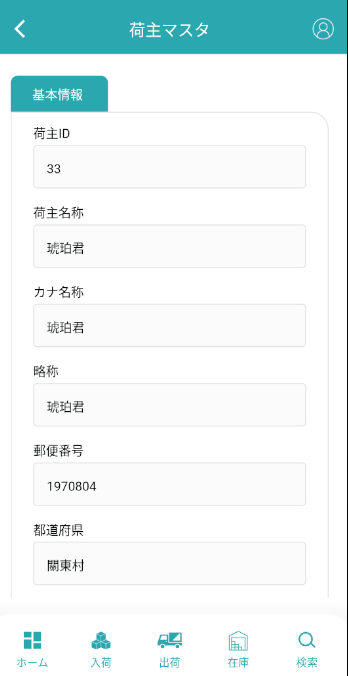 荷主マスタ
基本情報
荷主ID
33
荷主名称
琥珀君
カナ名称
琥珀君
略称
琥珀君
郵便番号
1970804
都道府県
關東村
ホーム
入荷
出荷
在庫
検索